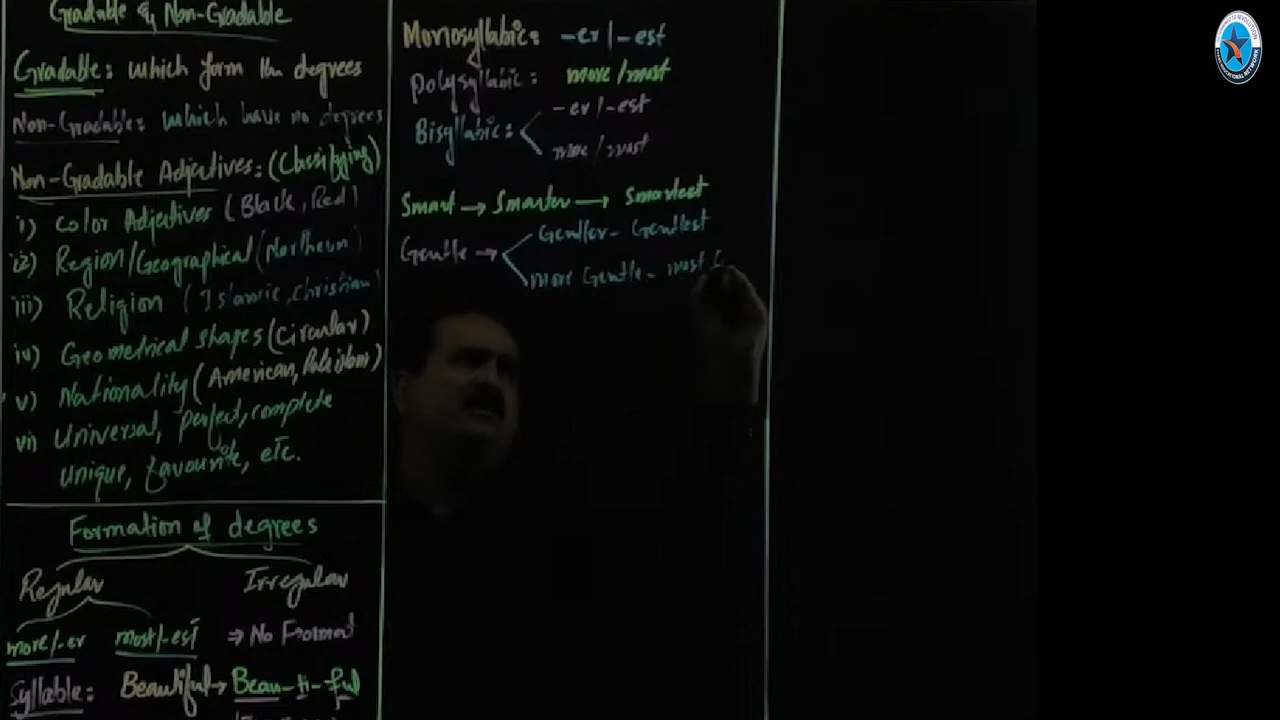 Gradable & Non-Gradable
Gradable: which form the degrees
Non-Gradable: which have no degrees
Non-Gradable Adjectives: (Classifying)
i) Color Adjectives (Black, Red)
ii) Region/Geographical (Northern)
iii) Religion (Islamic, Christian)
iv) Geometrical shapes (Circular)
v) Nationality (American, Pakistani)
vi) Universal, perfect, complete
unique, favourite, etc.
Formation of degrees
Regular Irregular
more/-er most/-est ⇒ No Format
Syllable: Beautiful → Beau-ti-ful
Monosyllabic: -er / -est
Polysyllabic: more / most
Bisyllabic: -er / -est
more / most
Smart → Smarter → Smartest
Gentle → Gentler - Gentlest
more Gentle - most G